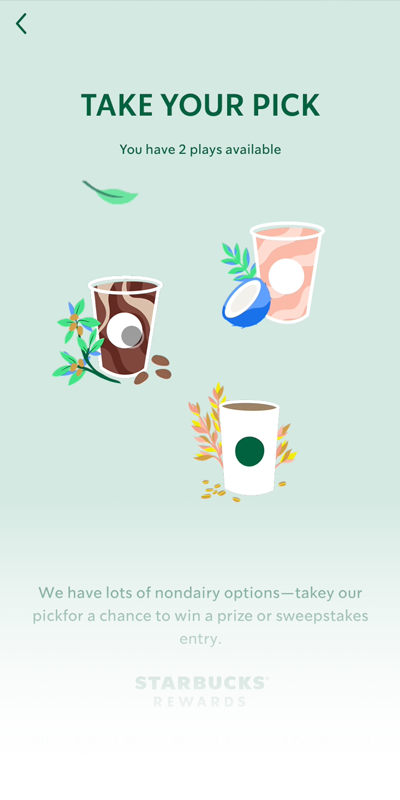 TAKE YOUR PICK
You have 2 plays available
We have lots of nondairy options—takey our
pickfor a chance to win a prize or sweepstakes
entry.
STARBUCKS®
REWARDS